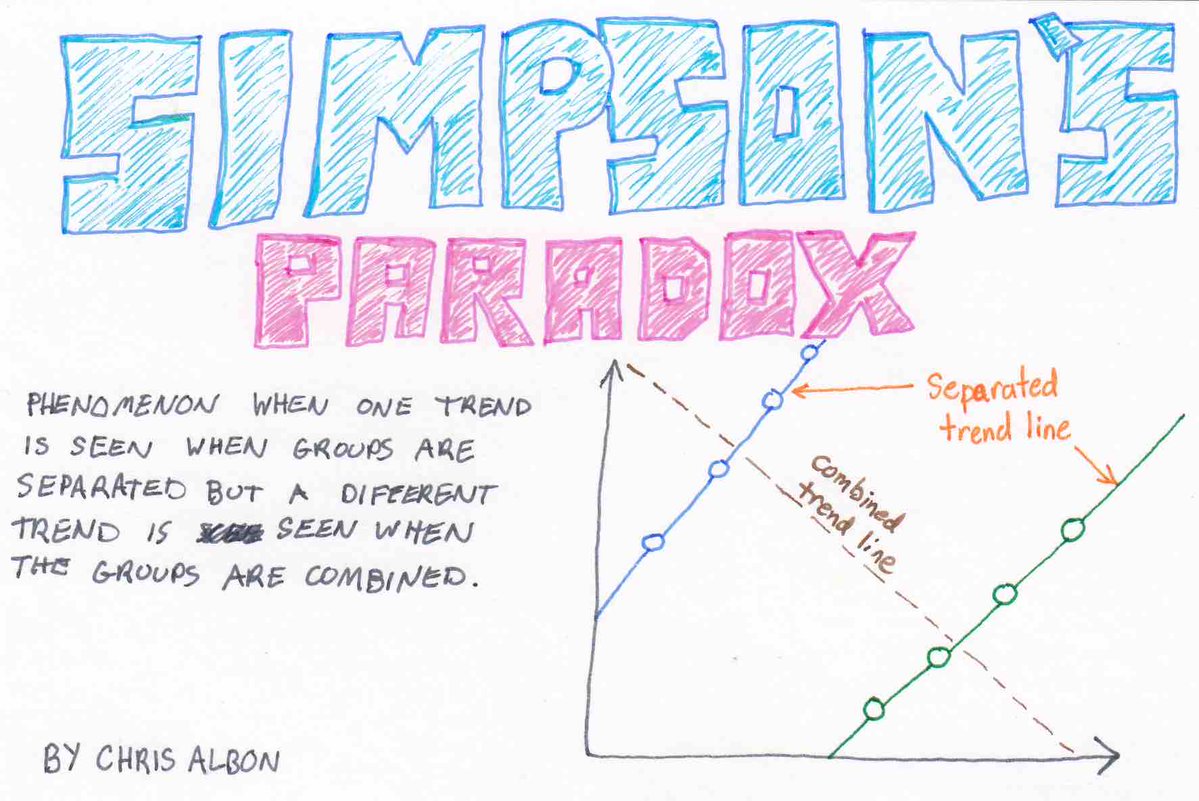 SIMPSON'S
PARADOX
PHENOMENON WHEN ONE TREND
IS SEEN WHEN GROUPS ARE
SEPARATED BUT A DIFFERENT
TREND IS SEEN WHEN
THE GROUPS ARE COMBINED.
Separated
trend line
combined
trend line
BY CHRIS ALBON